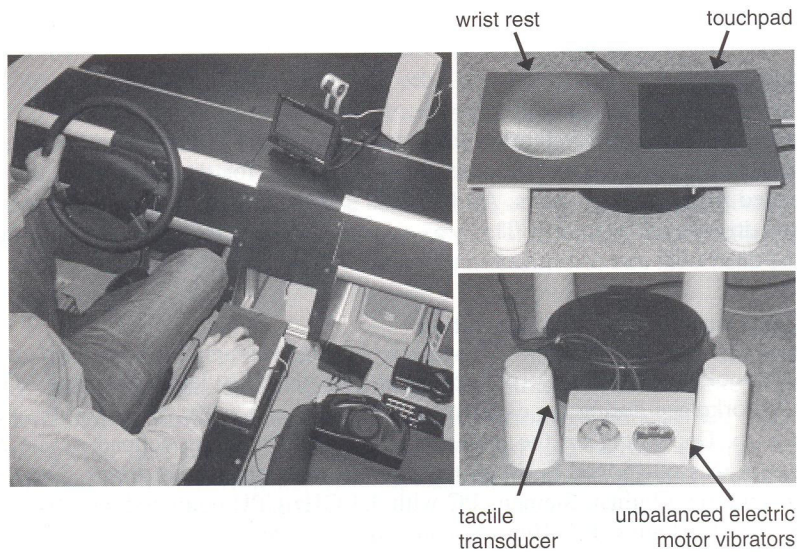 wrist rest
touchpad
tactile
transducer
unbalanced electric
motor vibrators